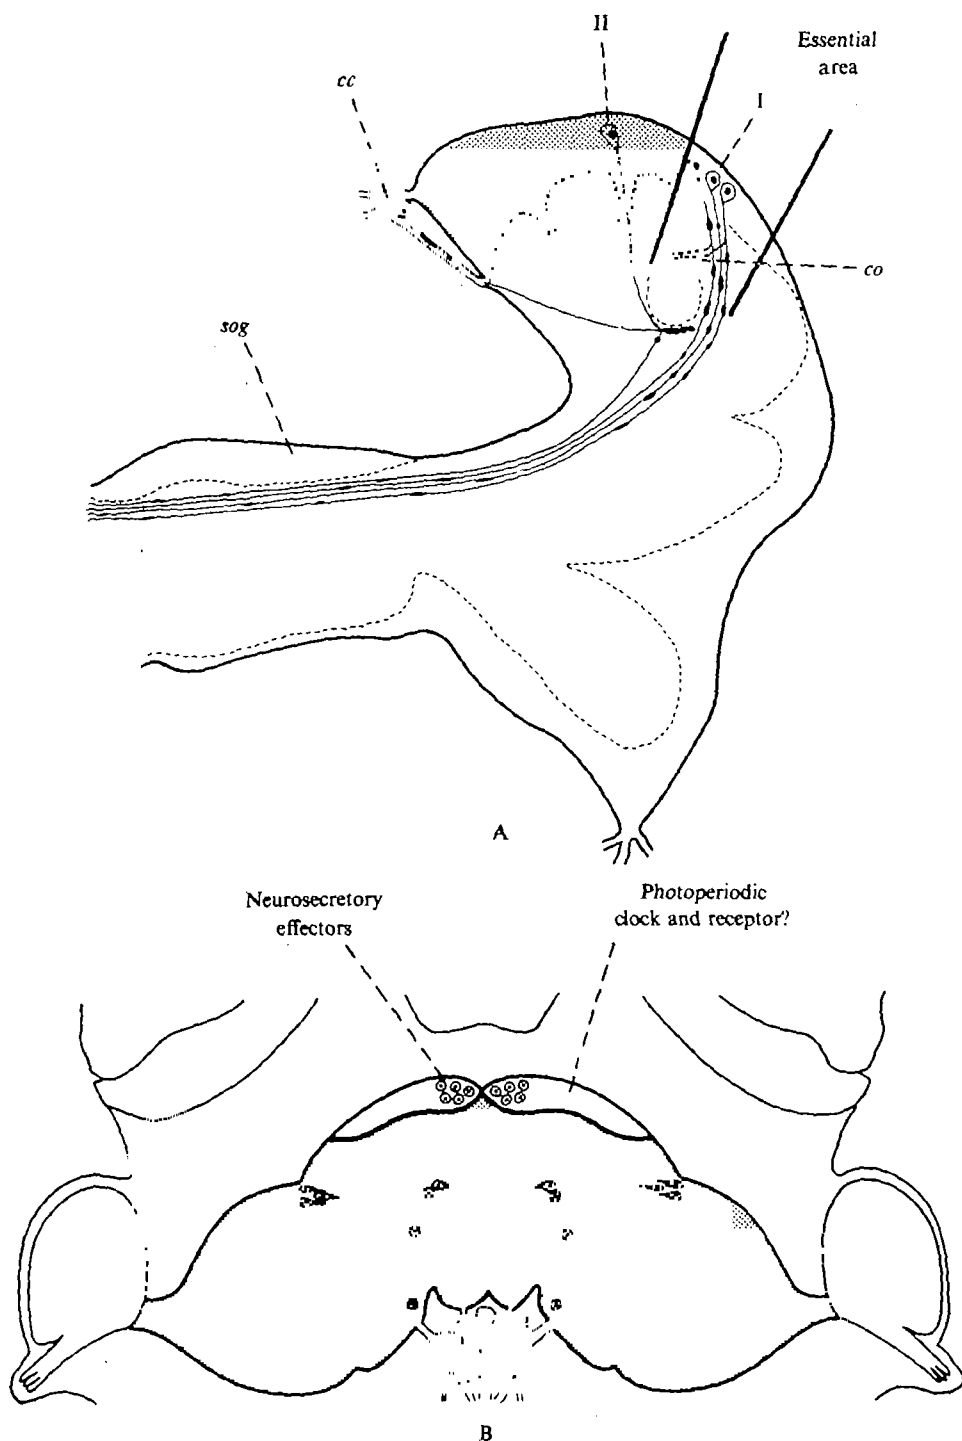 II
Essential
area
cc
I
co
sog
A
Neurosecretory
effectors
Photoperiodic
clock and receptor?
B